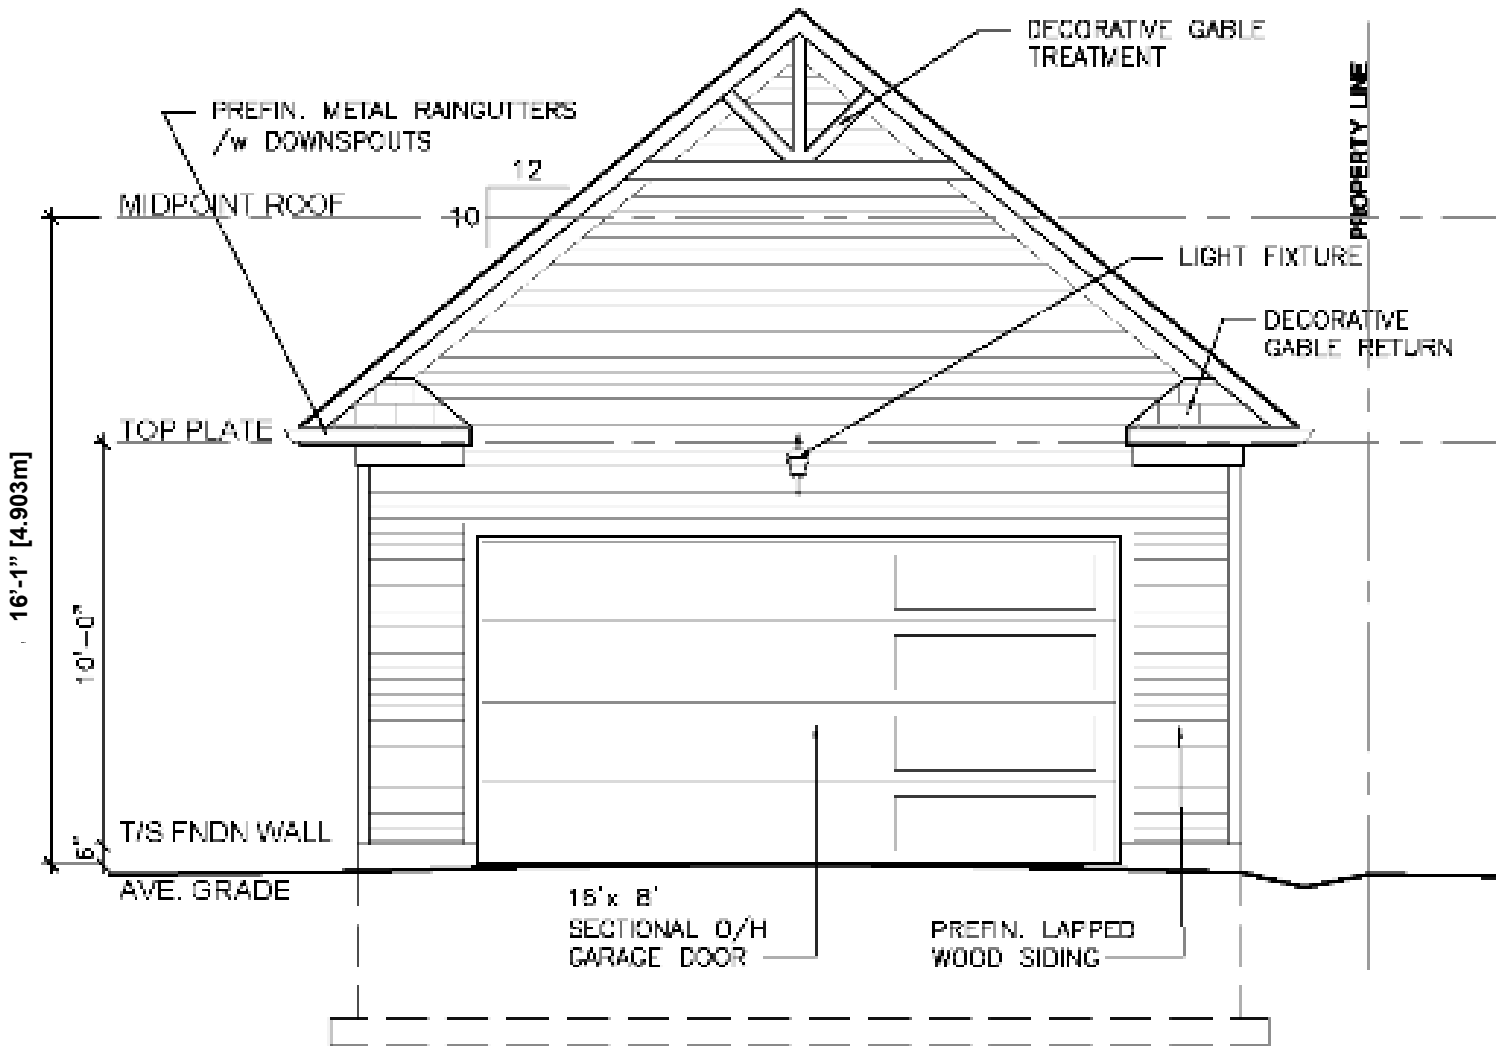 DECORATIVE GABLE
TREATMENT
PROPERTY LINE
PREFIN. METAL RAINGUTTERS
/w DOWNSPOUTS
12
10
MIDPOINT ROOF
LIGHT FIXTURE
DECORATIVE
GABLE RETURN
TOP PLATE
16'-1" [4.903m]
10'-0"
6"
T/S FNDN WALL
AVE. GRADE
16'x 8'
SECTIONAL O/H
GARAGE DOOR
PREFIN. LAPPED
WOOD SIDING